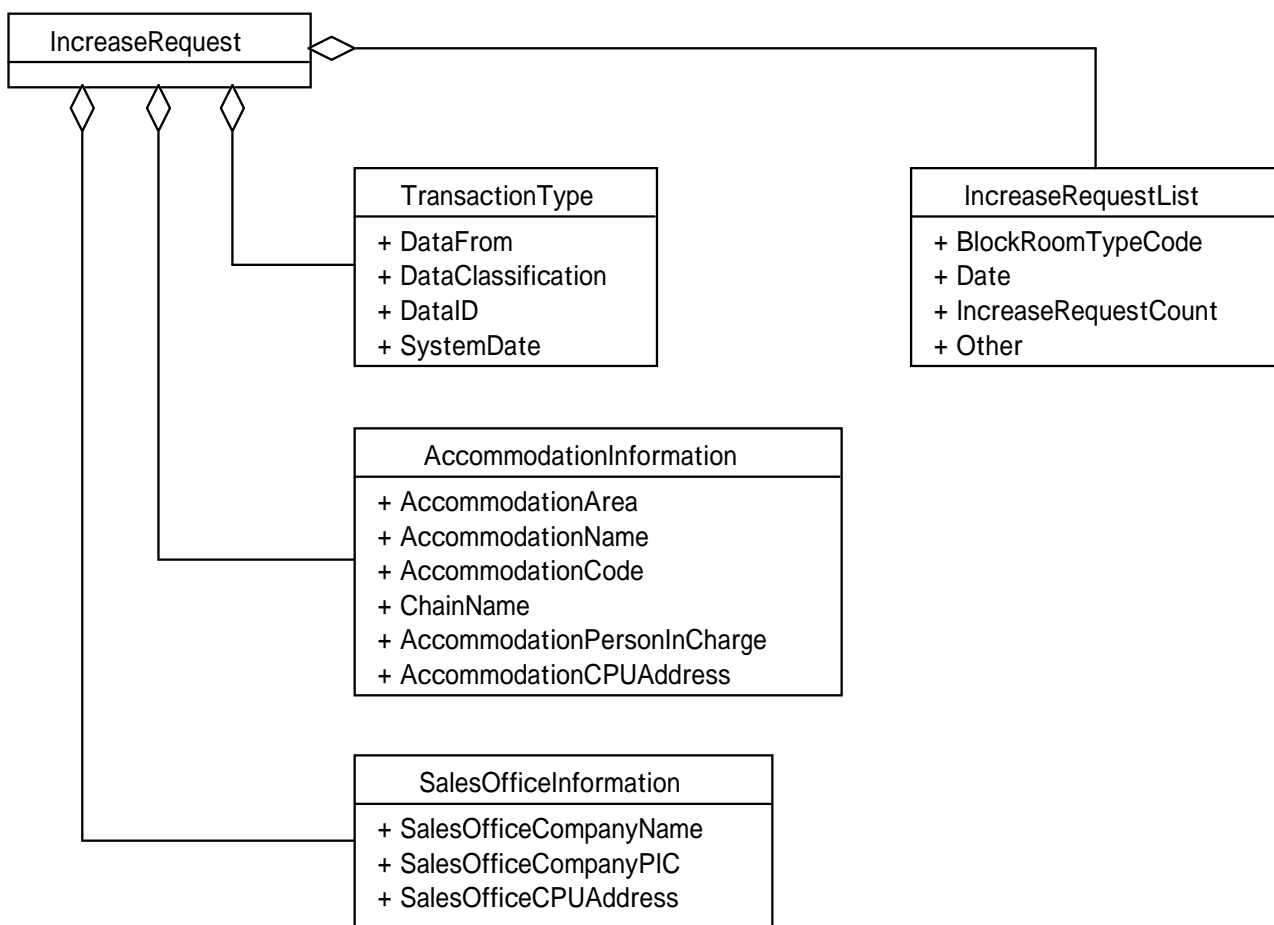 IncreaseRequest
TransactionType
+ DataFrom
+ DataClassification
+ DataID
+ SystemDate
IncreaseRequestList
+ BlockRoomTypeCode
+ Date
+ IncreaseRequestCount
+ Other
AccommodationInformation
+ AccommodationArea
+ AccommodationName
+ AccommodationCode
+ ChainName
+ AccommodationPersonInCharge
+ AccommodationCPUAddress
SalesOfficeInformation
+ SalesOfficeCompanyName
+ SalesOfficeCompanyPIC
+ SalesOfficeCPUAddress